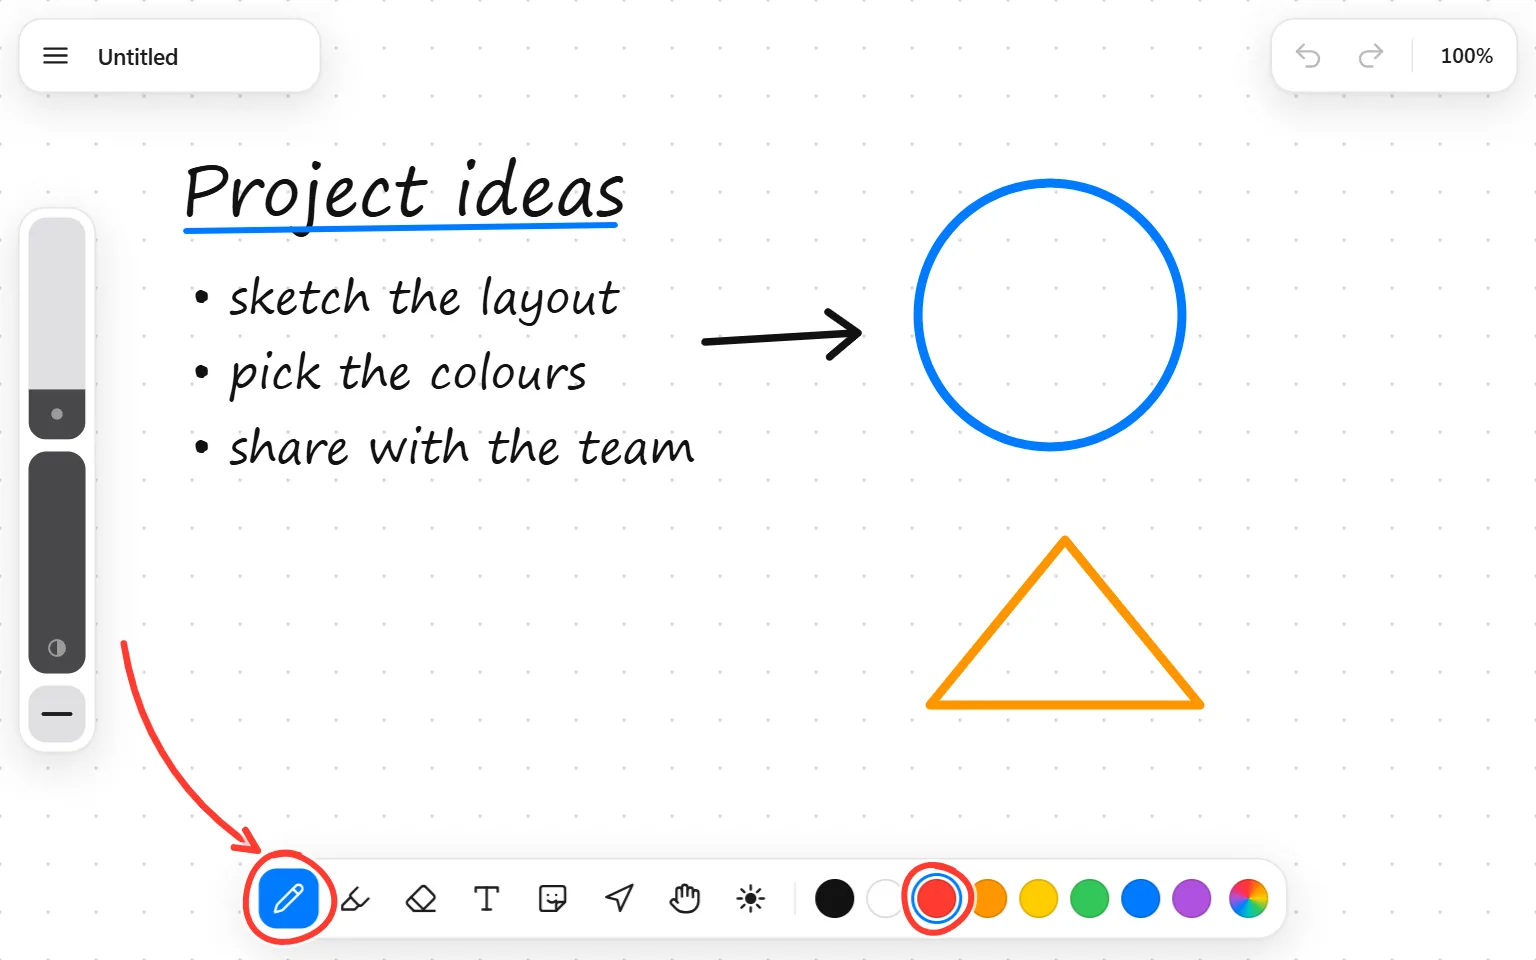 Untitled
100%
Project ideas
• sketch the layout
• pick the colours
• share with the team
T